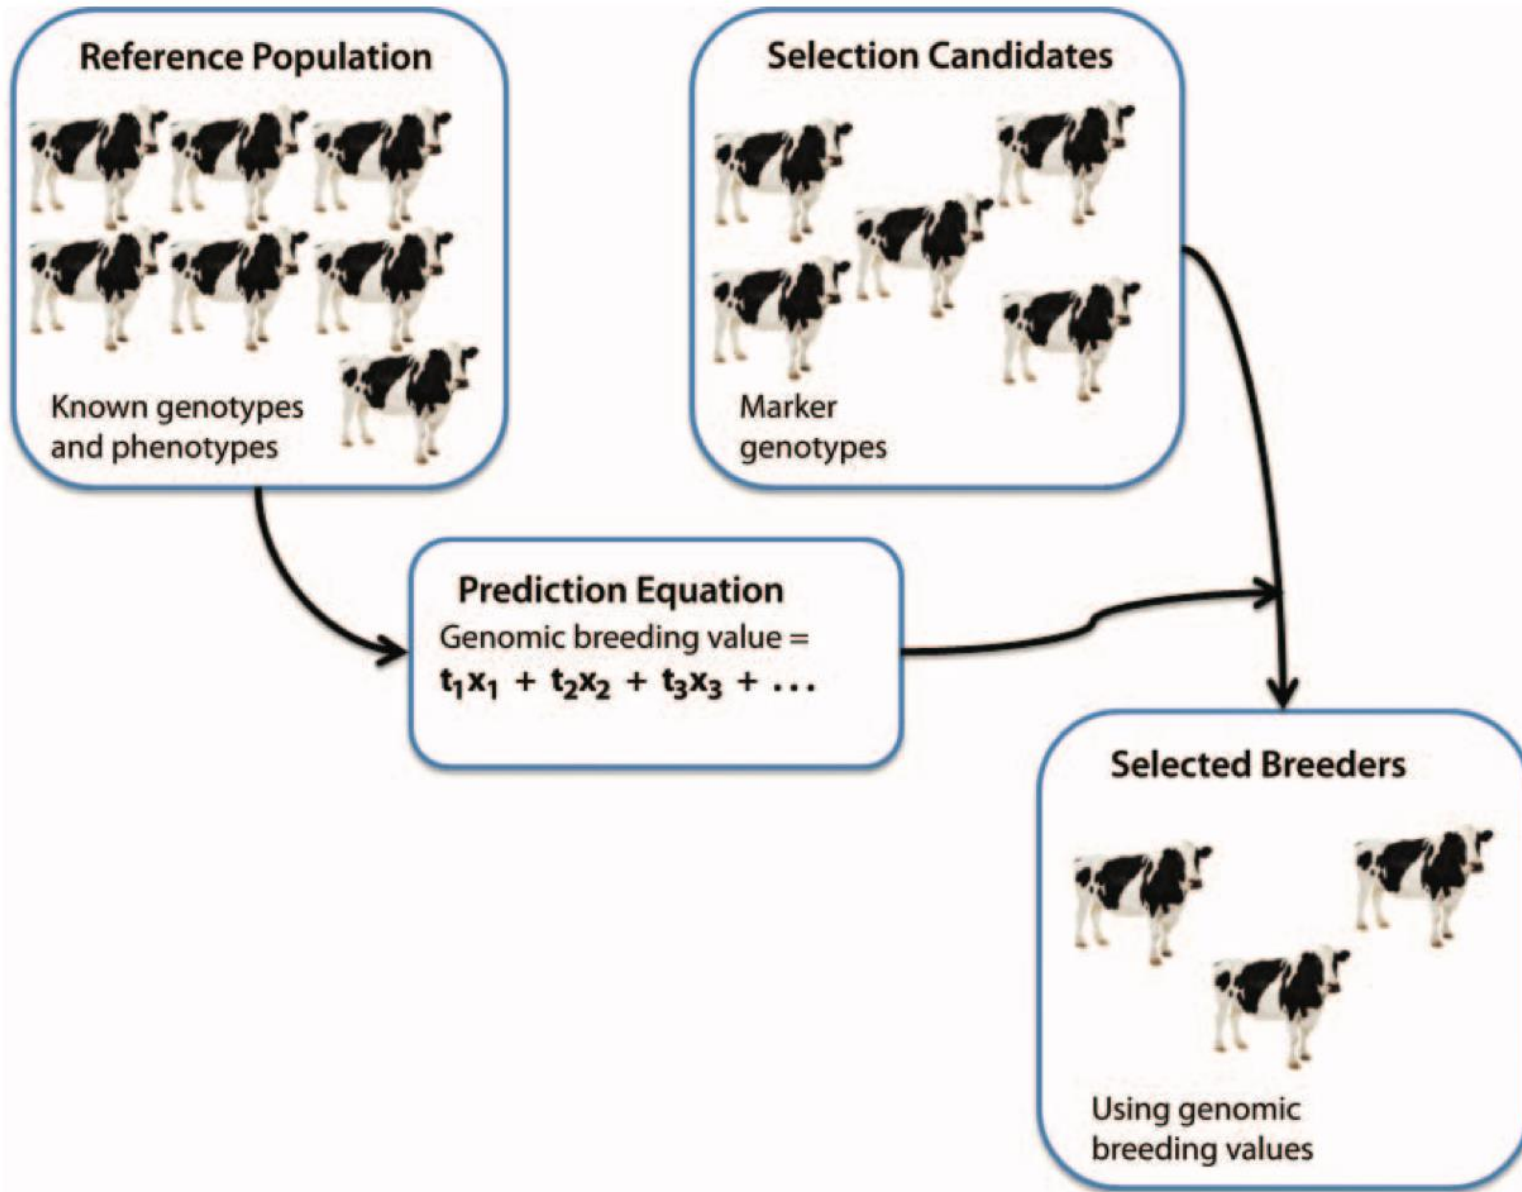 Reference Population
Known genotypes
and phenotypes
Selection Candidates
Marker
genotypes
Prediction Equation
Genomic breeding value =
t₁x₁ + t₂x₂ + t₃x₃ + ...
Selected Breeders
Using genomic
breeding values